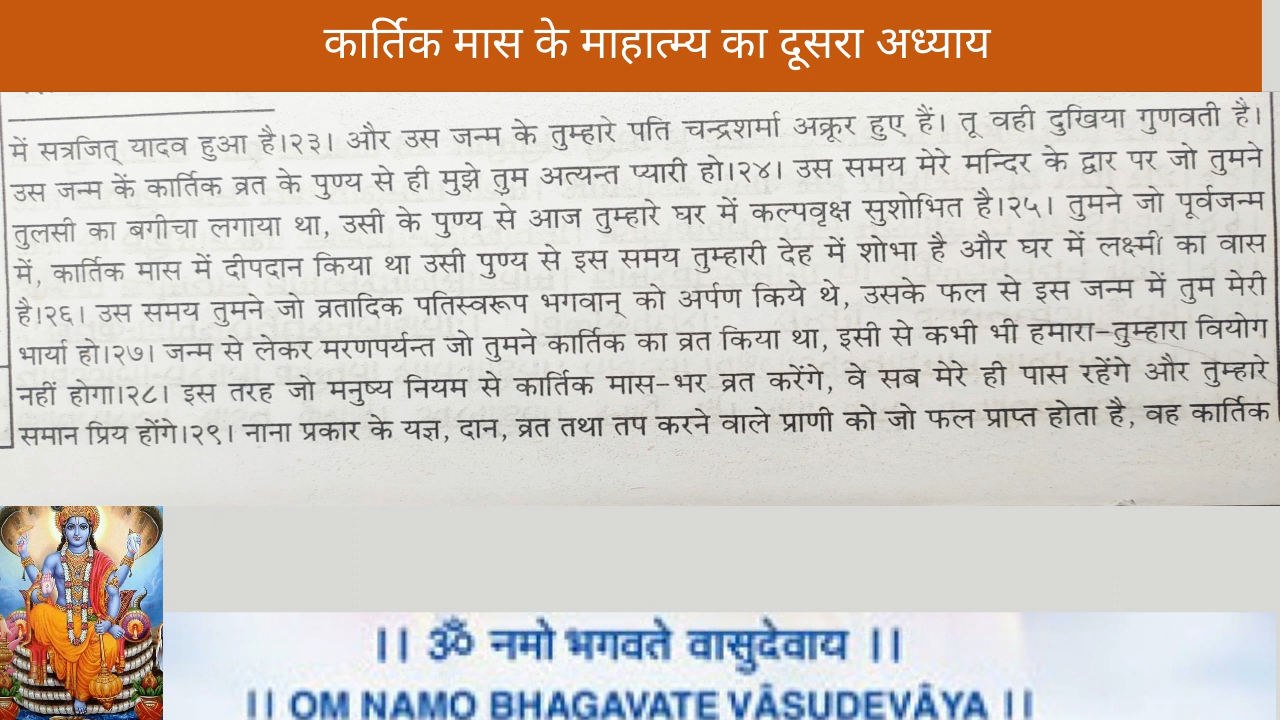 कार्तिक मास के माहात्म्य का दूसरा अध्याय
में सत्रजित् यादव हुआ है।२३। और उस जन्म के तुम्हारे पति चन्द्रशर्मा अक्रूर हुए हैं। तू वही दुखिया गुणवती है।
उस जन्म कें कार्तिक व्रत के पुण्य से ही मुझे तुम अत्यन्त प्यारी हो।२४। उस समय मेरे मन्दिर के द्वार पर जो तुमने
तुलसी का बगीचा लगाया था, उसी के पुण्य से आज तुम्हारे घर में कल्पवृक्ष सुशोभित है।२५। तुमने जो पूर्वजन्म
में, कार्तिक मास में दीपदान किया था उसी पुण्य से इस समय तुम्हारी देह में शोभा है और घर में लक्ष्मी का वास
है।२६। उस समय तुमने जो व्रतादिक पतिस्वरूप भगवान् को अर्पण किये थे, उसके फल से इस जन्म में तुम मेरी
भार्या हो।२७। जन्म से लेकर मरणपर्यन्त जो तुमने कार्तिक का व्रत किया था, इसी से कभी भी हमारा-तुम्हारा वियोग
नहीं होगा।२८। इस तरह जो मनुष्य नियम से कार्तिक मास-भर व्रत करेंगे, वे सब मेरे ही पास रहेंगे और तुम्हारे
समान प्रिय होंगे।२९। नाना प्रकार के यज्ञ, दान, व्रत तथा तप करने वाले प्राणी को जो फल प्राप्त होता है, वह कार्तिक
।। ॐ नमो भगवते वासुदेवाय ।।
|| OM NAMO BHAGAVATE VÂSUDEVÂYA ||